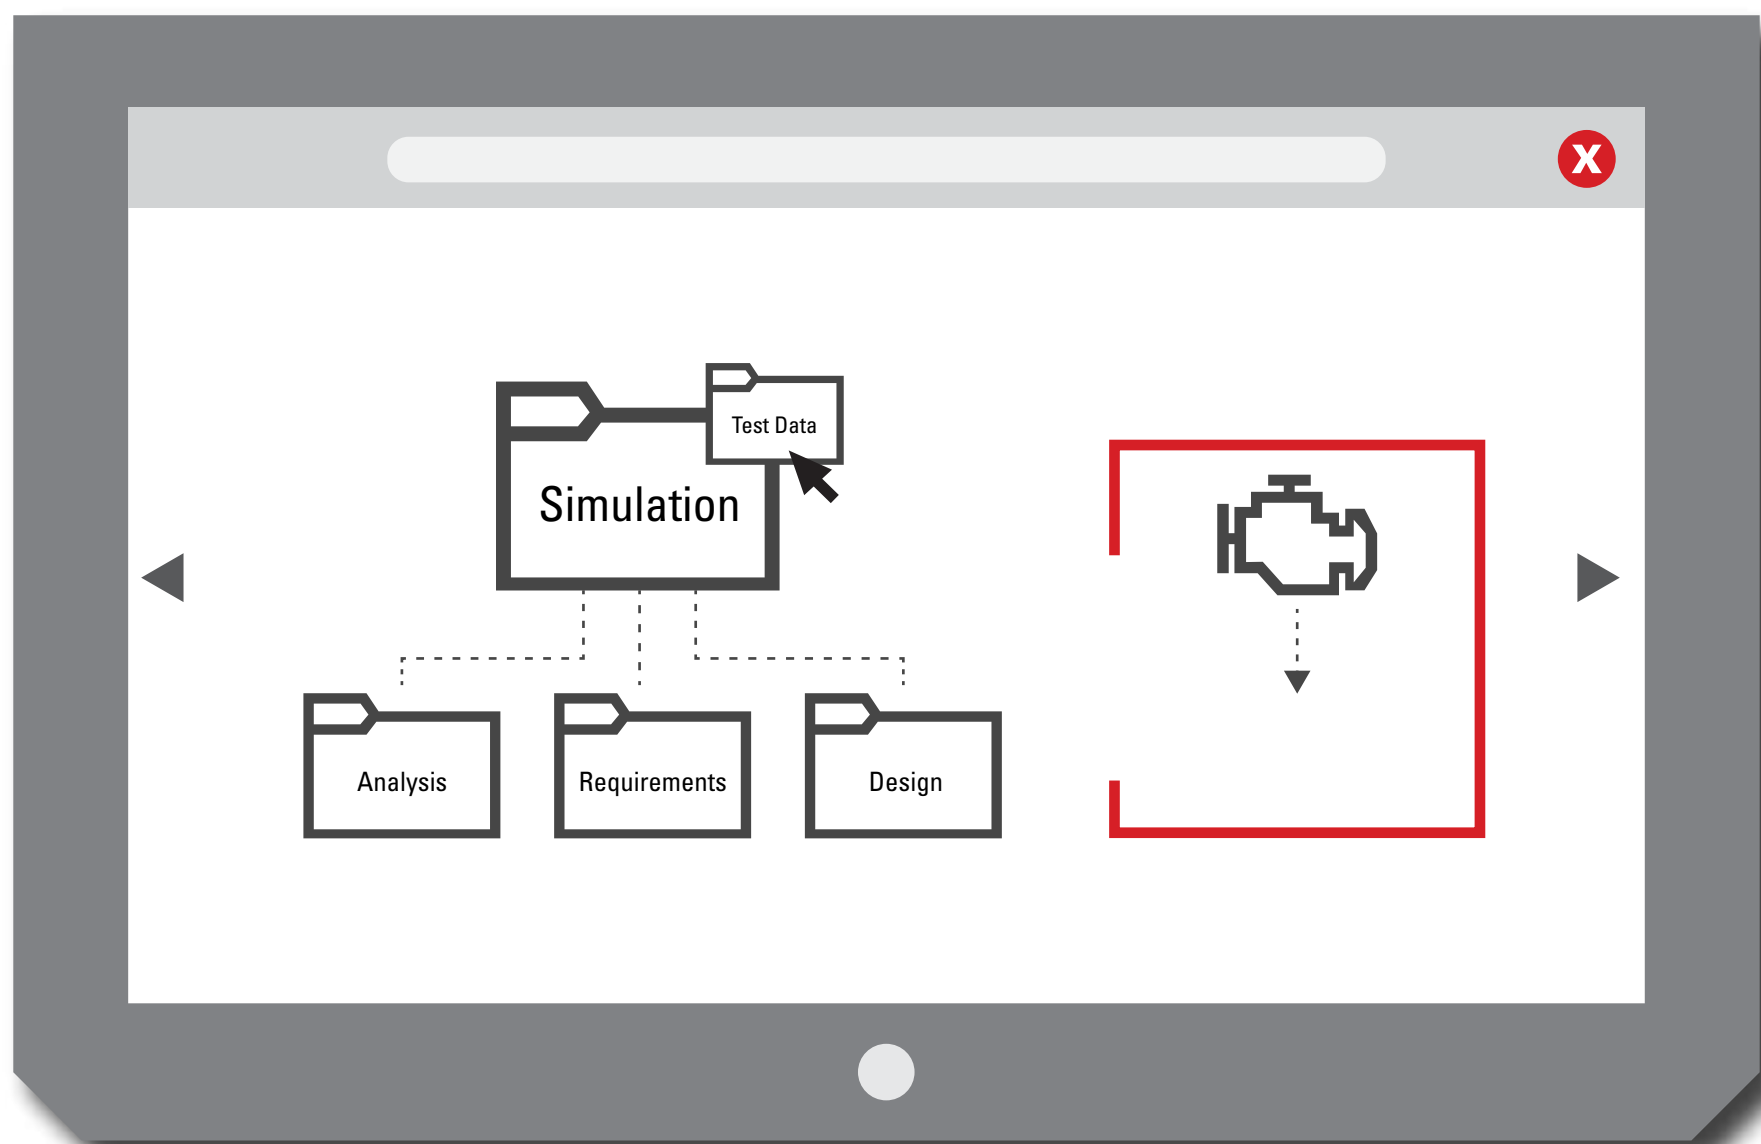 X
Test Data
Simulation
Analysis
Requirements
Design